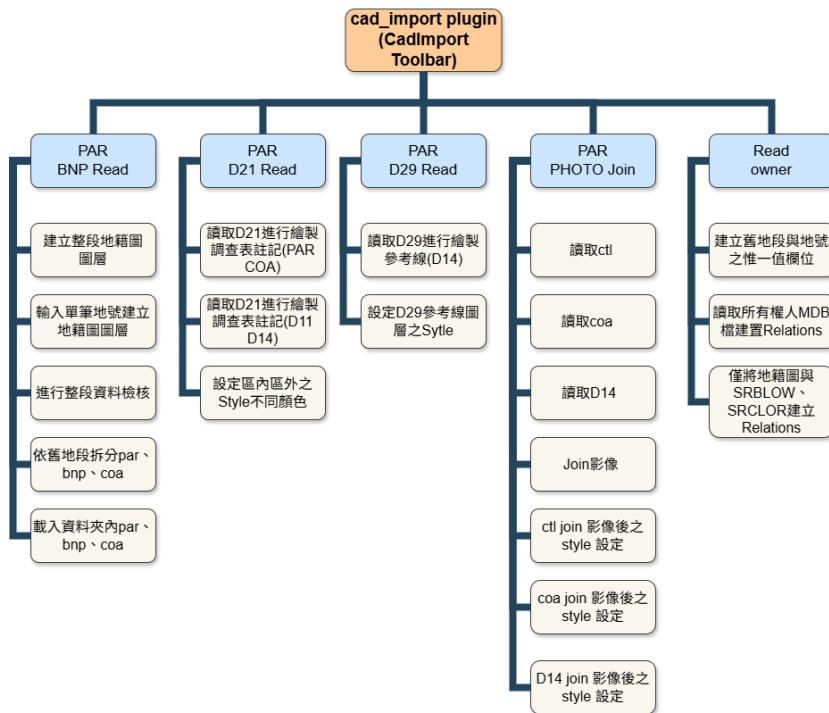 cad_import plugin
(CadImport
Toolbar)
PAR
BNP Read
建立整段地籍圖
圖層
輸入單筆地號建立
地籍圖圖層
進行整段資料檢核
依舊地段拆分par、
bnp、coa
載入資料夾內par、
bnp、coa
PAR
D21 Read
讀取D21進行繪製
調查表註記(PAR
COA)
讀取D21進行繪製
調查表註記(D11
D14)
設定區內區外之
Style不同顏色
PAR
D29 Read
讀取D29進行繪製
參考線(D14)
設定D29參考線圖
層之Sytle
PAR
PHOTO Join
讀取ctl
讀取coa
讀取D14
Join影像
ctl join 影像後之
style 設定
coa join 影像後之
style 設定
D14 join 影像後之
style 設定
Read
owner
建立舊地段與地號
之惟一值欄位
讀取所有權人MDB
檔建置Relations
僅將地籍圖與
SRBLOW、
SRCLOR建立
Relations